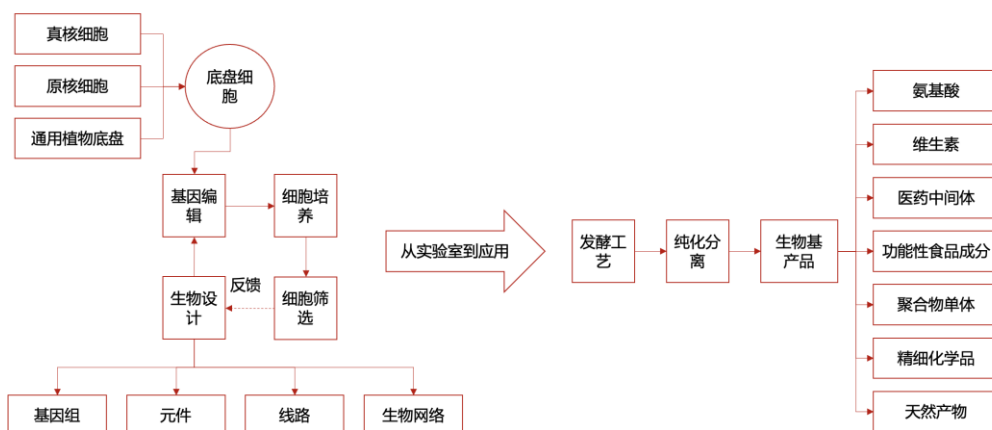 真核细胞
原核细胞
通用植物底盘
底盘细
胞
基因编
辑
细胞培
养
生物设
计
反馈
细胞筛
选
基因组
元件
线路
生物网络
从实验室到应用
发酵工
艺
纯化分
离
生物基
产品
氨基酸
维生素
医药中间体
功能性食品成分
聚合物单体
精细化学品
天然产物